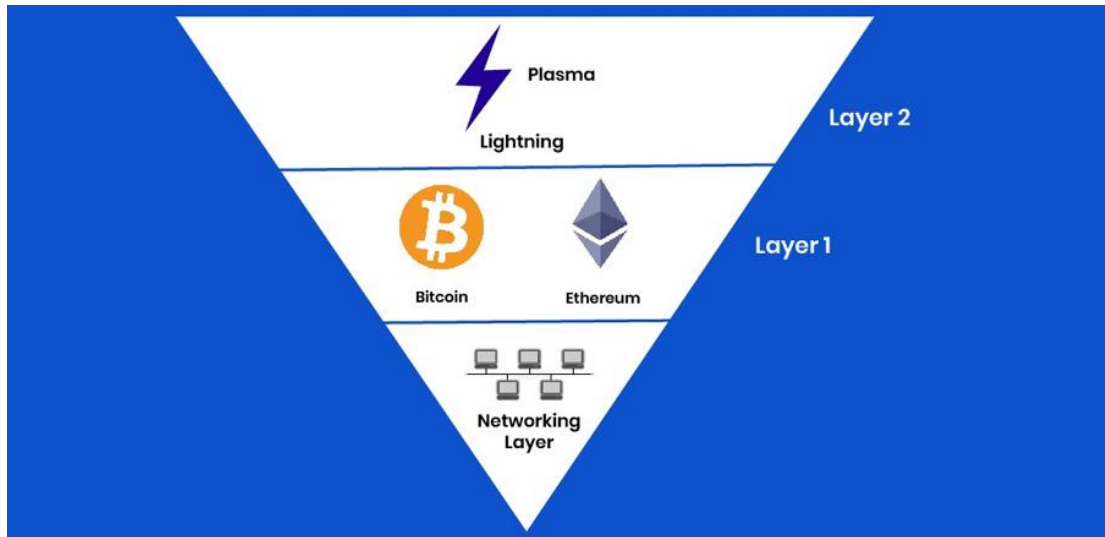 Plasma
Layer 2
Lightning
Layer 1
Bitcoin
Ethereum
Networking
Layer